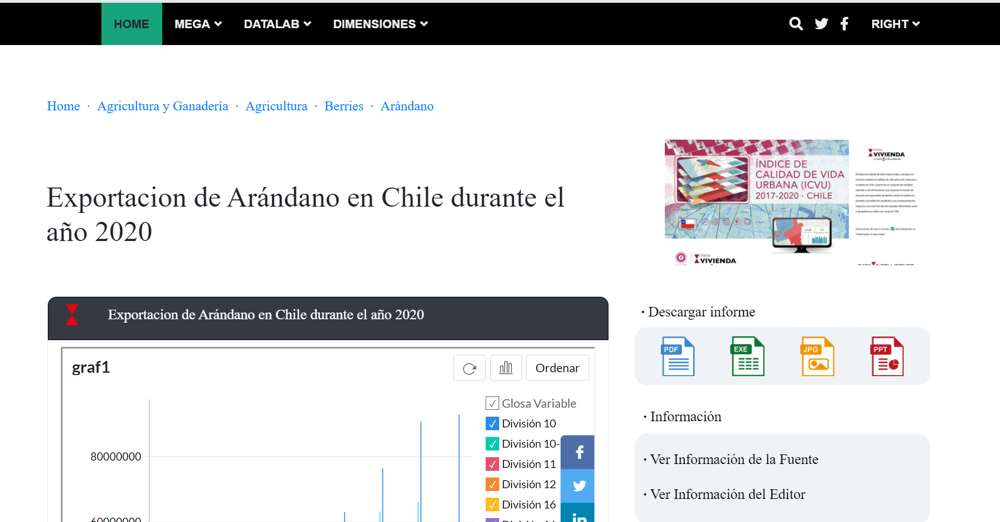 HOME MEGA DATALAB DIMENSIONES RIGHT
Home · Agricultura y Ganadería · Agricultura · Berries · Arándano
Exportacion de Arándano en Chile durante el
año 2020
ÍNDICE DE
CALIDAD DE VIDA
URBANA (ICVU)
2017-2020 · CHILE
data
VIVIENDA
data
VIVIENDA
Exportacion de Arándano en Chile durante el año 2020
graf1
Ordenar
Glosa Variable
División 10
División 10-
División 11
División 12
División 16
80000000
60000000
· Descargar informe
PDF EXE JPG PPT
· Información
· Ver Información de la Fuente
· Ver Información del Editor